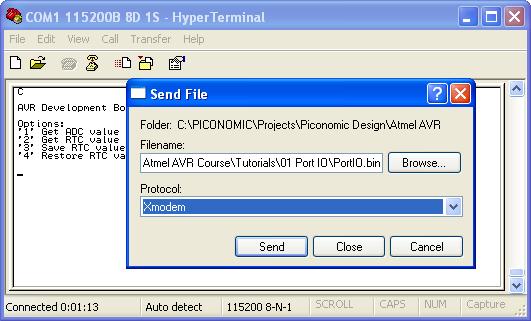 COM1 115200B 8D 1S - HyperTerminal
File Edit View Call Transfer Help
C
AVR Development Bo
Options:
'1' Get ADC value
'2' Get RTC value
'3' Save RTC value
'4' Restore RTC va
Send File
Folder: C:\PICONOMIC\Projects\Piconomic Design\Atmel AVR
Filename:
Atmel AVR Course\Tutorials\01 Port IO\PortIO.bin
Browse...
Protocol:
Xmodem
Send Close Cancel
Connected 0:01:13 Auto detect 115200 8-N-1 SCROLL CAPS NUM Capture